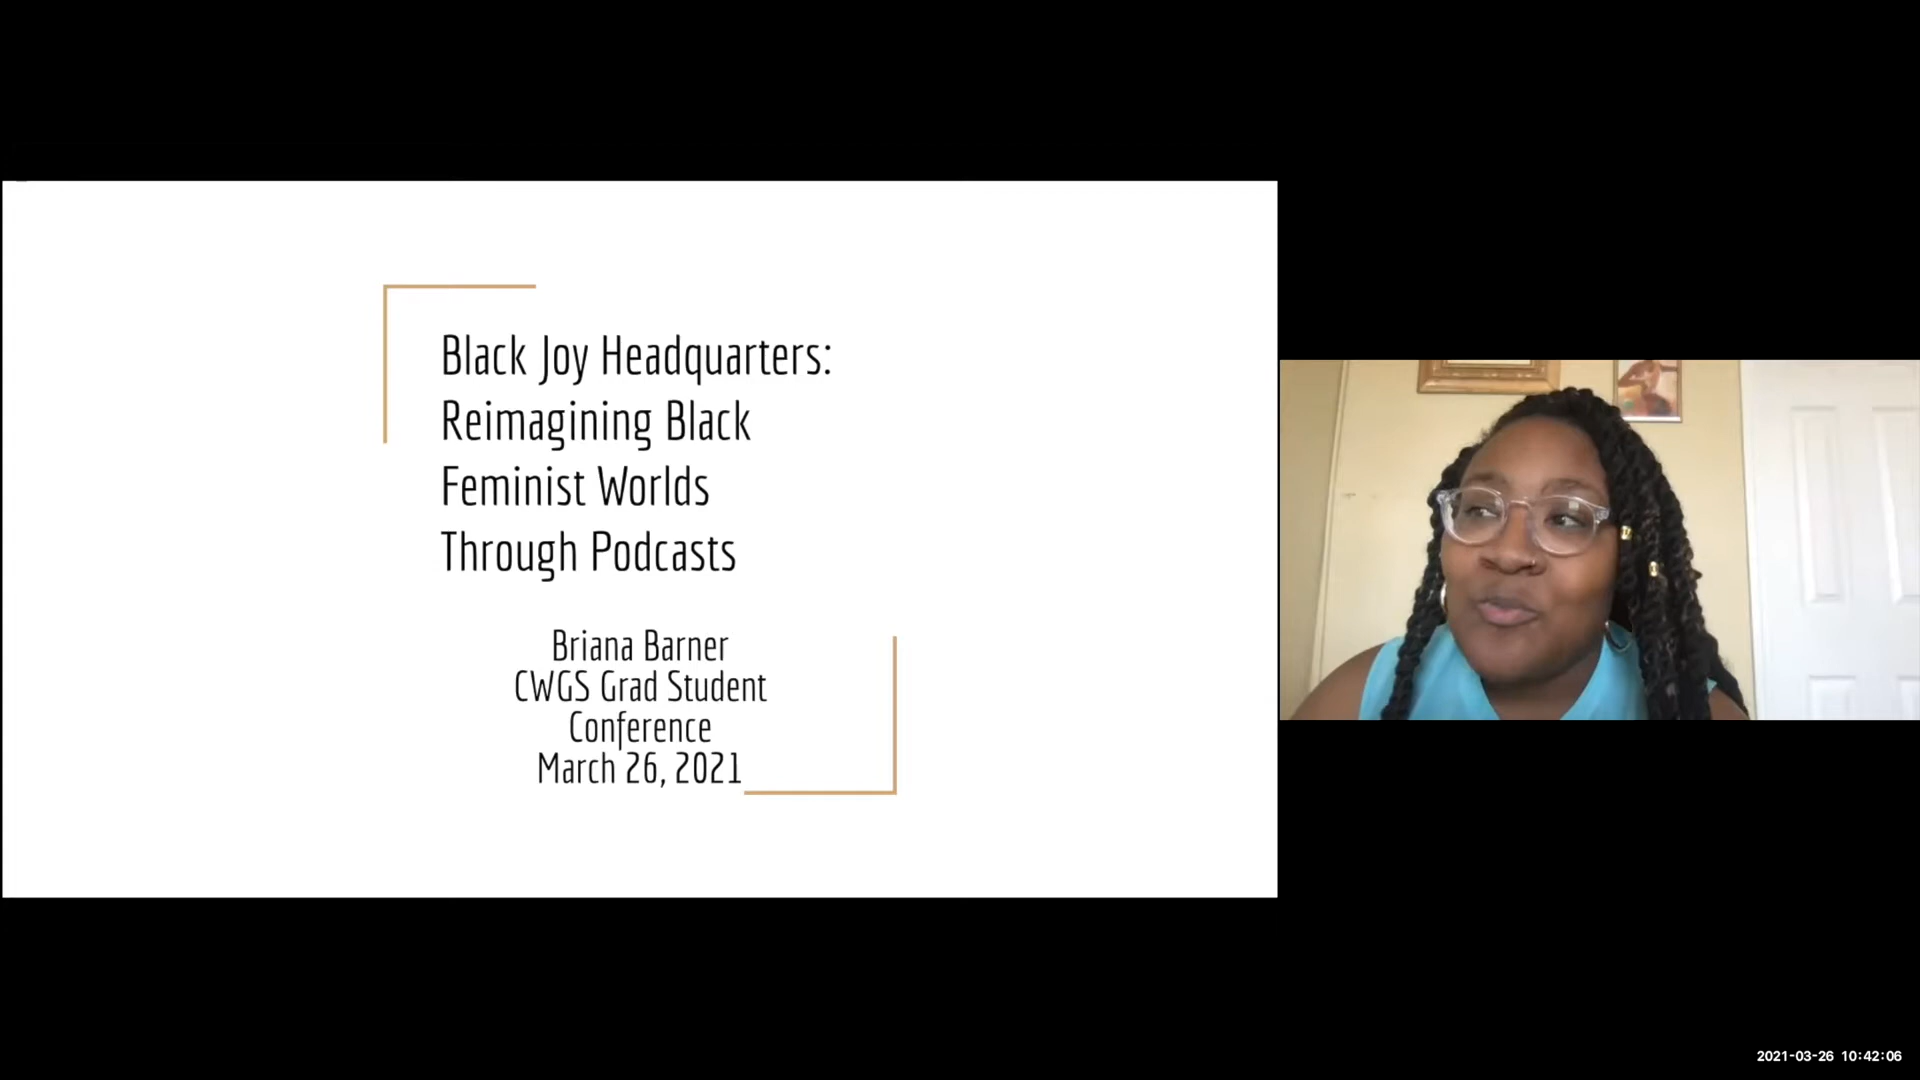 Black Joy Headquarters:
Reimagining Black
Feminist Worlds
Through Podcasts
Briana Barner
CWGS Grad Student
Conference
March 26, 2021
2021-03-26 10:42:06